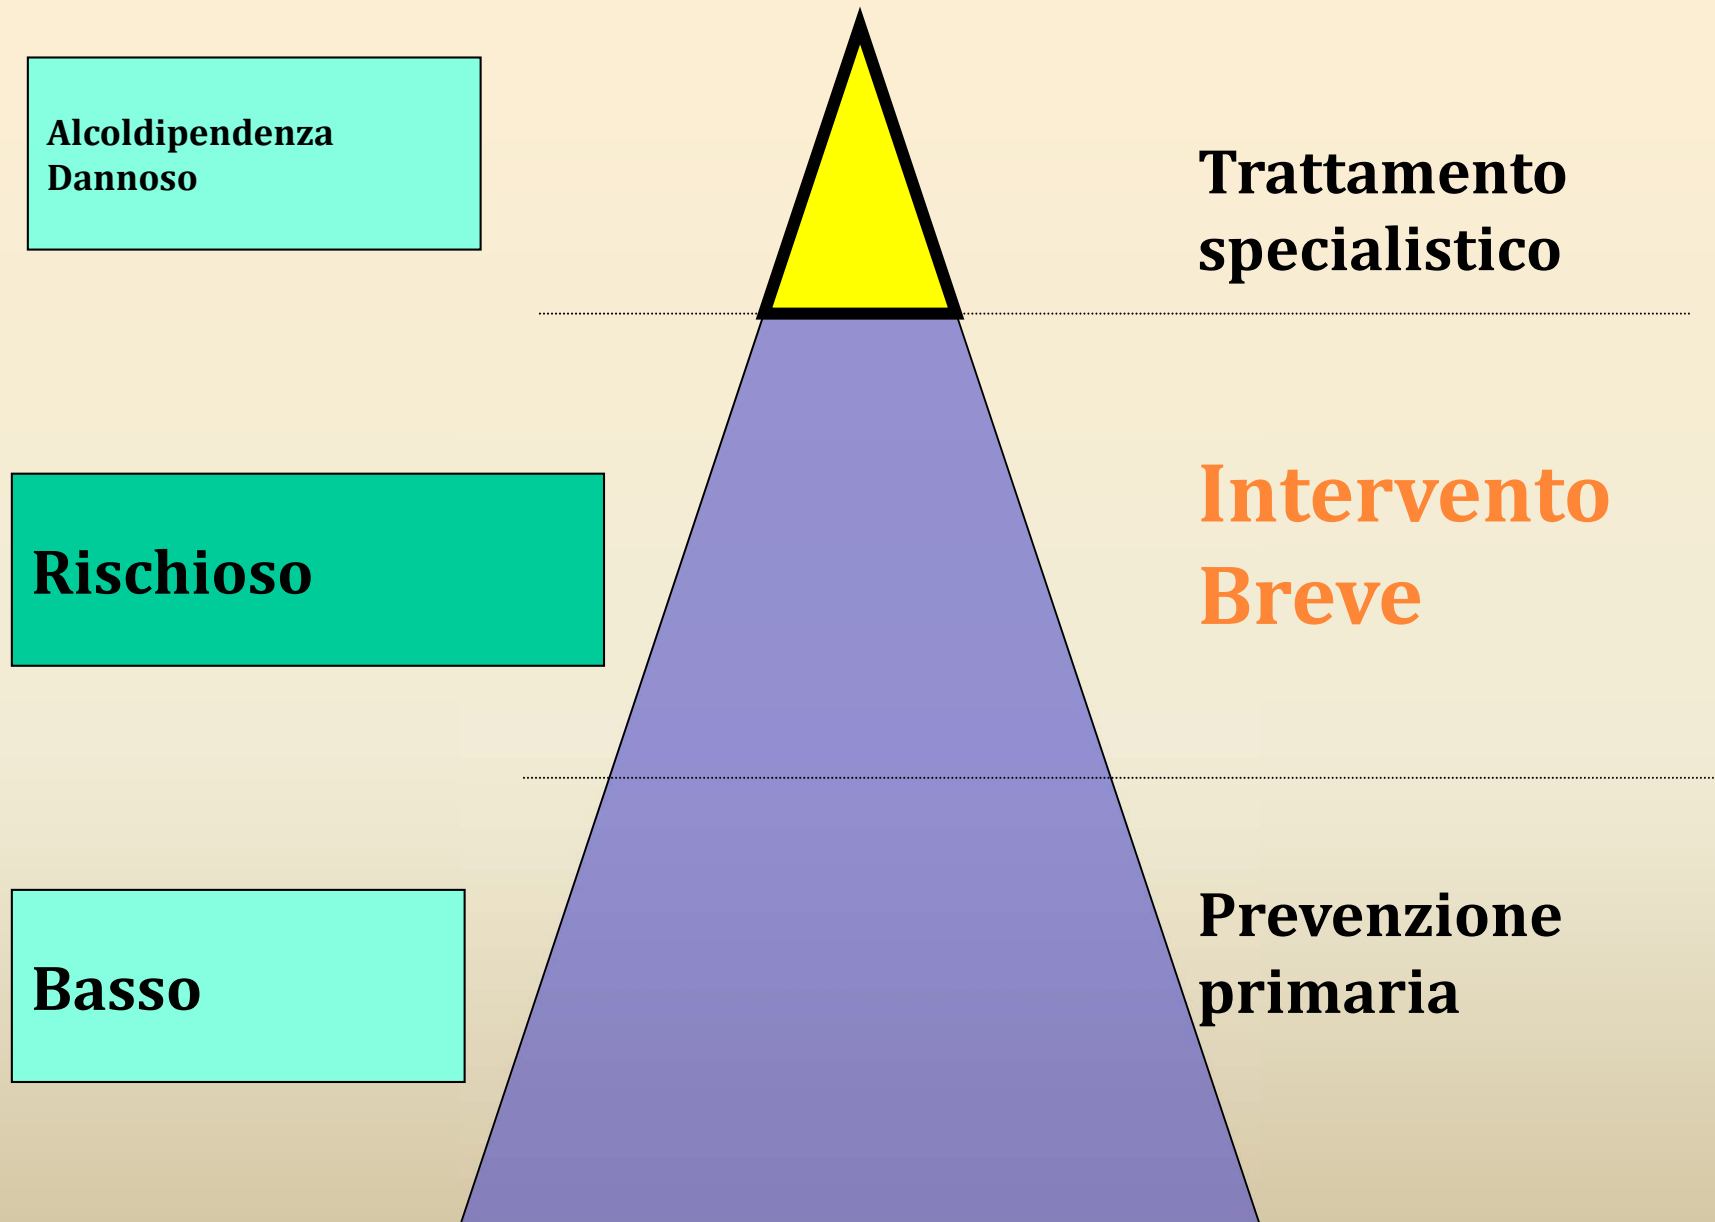 Alcoldipendenza
Dannoso
Trattamento
specialistico
Rischioso
Intervento
Breve
Basso
Prevenzione
primaria